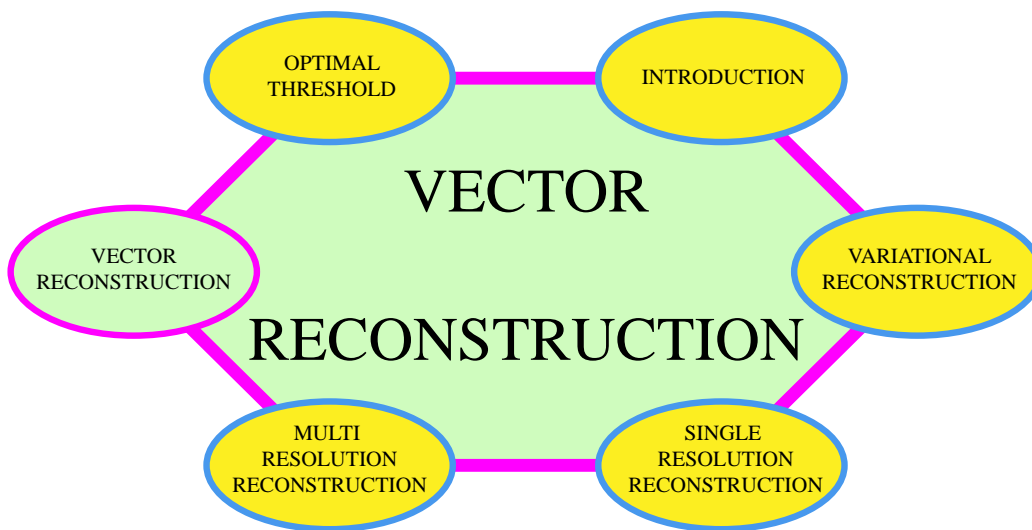 OPTIMAL
THRESHOLD
INTRODUCTION
VECTOR
RECONSTRUCTION
VECTOR
RECONSTRUCTION
VARIATIONAL
RECONSTRUCTION
MULTI
RESOLUTION
RECONSTRUCTION
SINGLE
RESOLUTION
RECONSTRUCTION